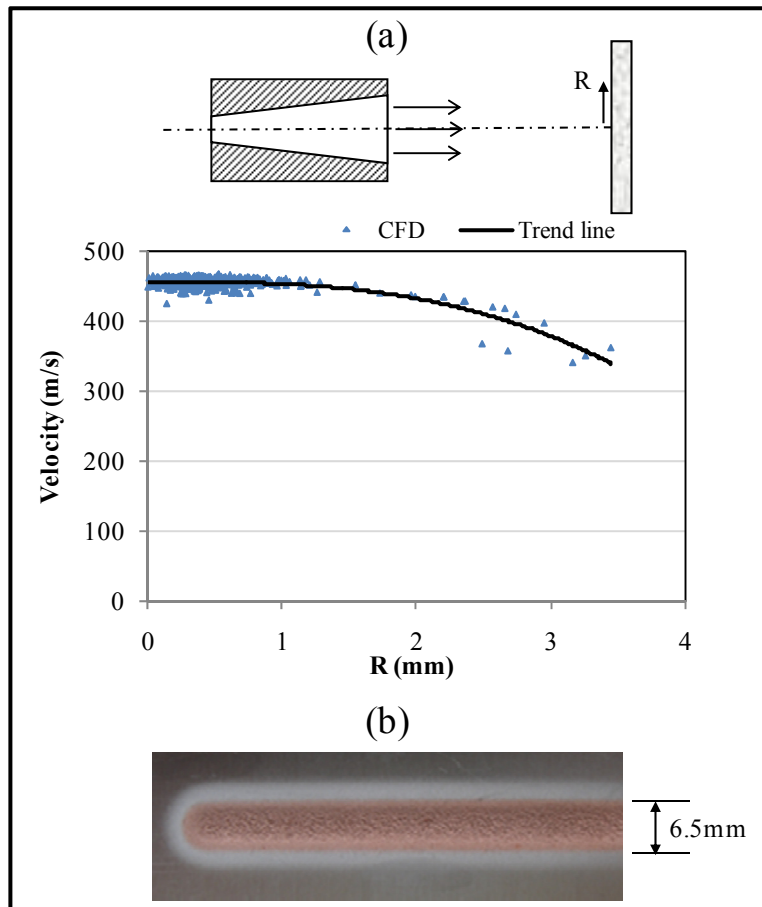 (a)
R
CFD
Trend line
500
400
300
200
100
0
Velocity (m/s)
0 1 2 3 4
R (mm)
(b)
6.5mm